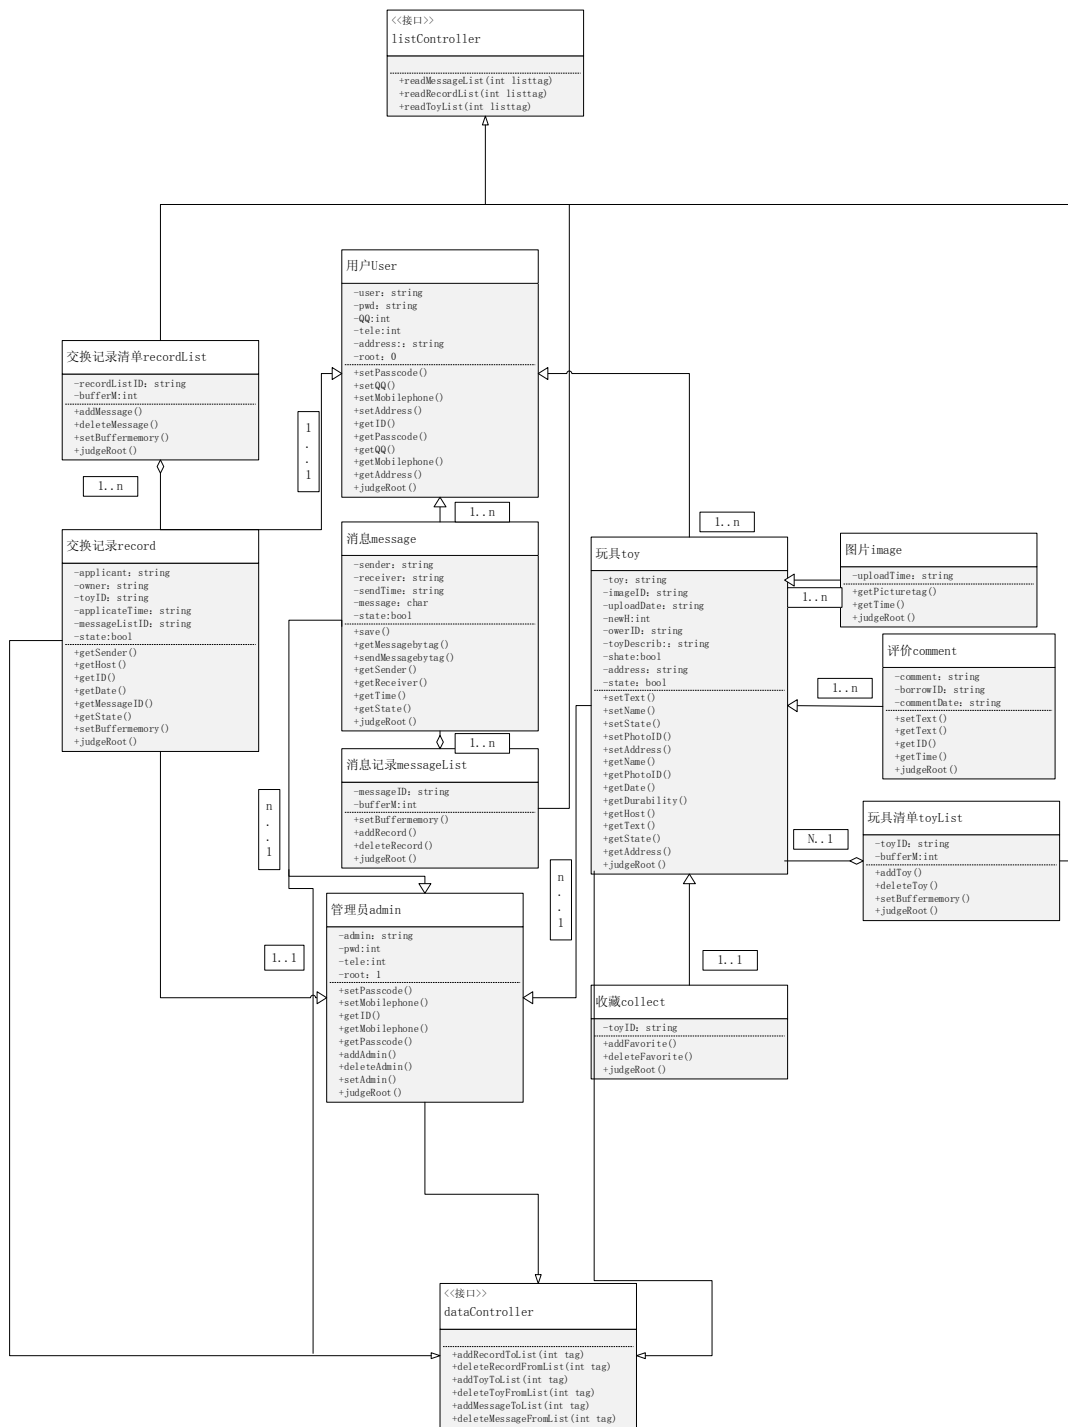 <<接口>>
listController
+readMessageList(int listtag)
+readRecordList(int listtag)
+readToyList(int listtag)
用户User
-user: string
-pwd: string
-QQ:int
-tele:int
-address:: string
-root: 0
+setPasscode()
+setQQ()
+setMobilephone()
+setAddress()
+getID()
+getPasscode()
+getQQ()
+getMobilephone()
+getAddress()
+judgeRoot()
交换记录清单recordList
-recordListID: string
-bufferM:int
+addMessage()
+deleteMessage()
+setBuffermemory()
+judgeRoot()
1..n
1
.
.
1
交换记录record
-applicant: string
-owner: string
-toyID: string
-applicateTime: string
-messageListID: string
-state:bool
+getSender()
+getHost()
+getID()
+getDate()
+getMessageID()
+getState()
+setBuffermemory()
+judgeRoot()
1..n
消息message
-sender: string
-receiver: string
-sendTime: string
-message: char
-state:bool
+save()
+getMessagebytag()
+sendMessagebytag()
+getSender()
+getReceiver()
+getTime()
+getState()
+judgeRoot()
1..n
消息记录messageList
-messageID: string
-bufferM:int
+setBuffermemory()
+addRecord()
+deleteRecord()
+judgeRoot()
1..n
玩具toy
-toy: string
-imageID: string
-uploadDate: string
-newH:int
-owerID: string
-toyDescrib:: string
-shate:bool
-address: string
-state: bool
+setText()
+setName()
+setState()
+setPhotoID()
+setAddress()
+getName()
+getPhotoID()
+getDate()
+getDurability()
+getHost()
+getText()
+getState()
+getAddress()
+judgeRoot()
图片image
-uploadTime: string
+getPicturetag()
+getTime()
+judgeRoot()
1..n
评价comment
-comment: string
-borrowID: string
-commentDate: string
+setText()
+getText()
+getID()
+getTime()
+judgeRoot()
1..n
玩具清单toyList
-toyID: string
-bufferM:int
+addToy()
+deleteToy()
+setBuffermemory()
+judgeRoot()
N..1
n
.
.
1
n
.
.
1
管理员admin
-admin: string
-pwd:int
-tele:int
-root: 1
+setPasscode()
+setMobilephone()
+getID()
+getMobilephone()
+getPasscode()
+addAdmin()
+deleteAdmin()
+setAdmin()
+judgeRoot()
1..1
1..1
收藏collect
-toyID: string
+addFavorite()
+deleteFavorite()
+judgeRoot()
<<接口>>
dataController
+addRecordToList(int tag)
+deleteRecordFromList(int tag)
+addToyToList(int tag)
+deleteToyFromList(int tag)
+addMessageToList(int tag)
+deleteMessageFromList(int tag)